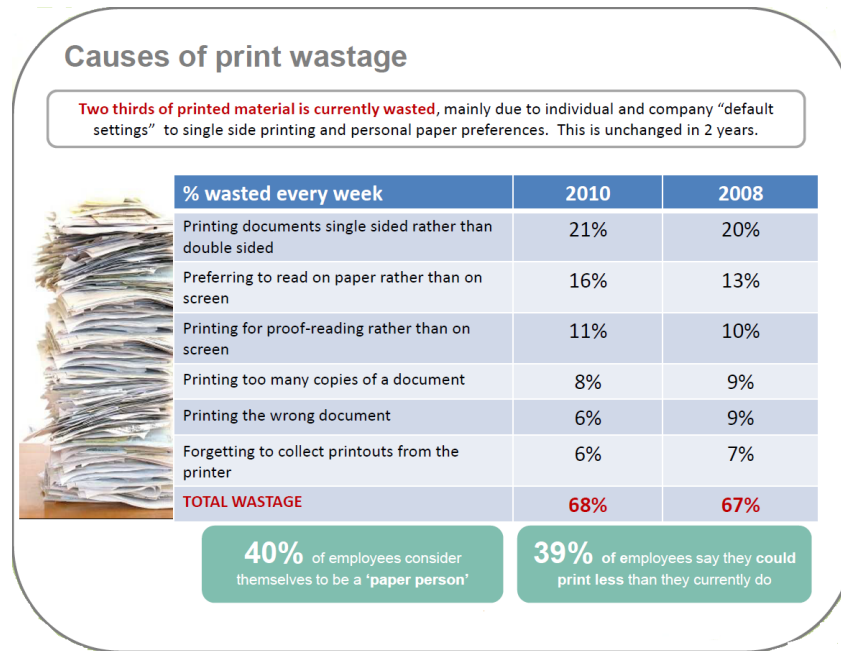 Causes of print wastage
Two thirds of printed material is currently wasted, mainly due to individual and company “default
settings” to single side printing and personal paper preferences. This is unchanged in 2 years.
% wasted every week 2010 2008
Printing documents single sided rather than
double sided 21% 20%
Preferring to read on paper rather than on
screen 16% 13%
Printing for proof-reading rather than on
screen 11% 10%
Printing too many copies of a document 8% 9%
Printing the wrong document 6% 9%
Forgetting to collect printouts from the
printer 6% 7%
TOTAL WASTAGE 68% 67%
40% of employees consider
themselves to be a ‘paper person’
39% of employees say they could
print less than they currently do